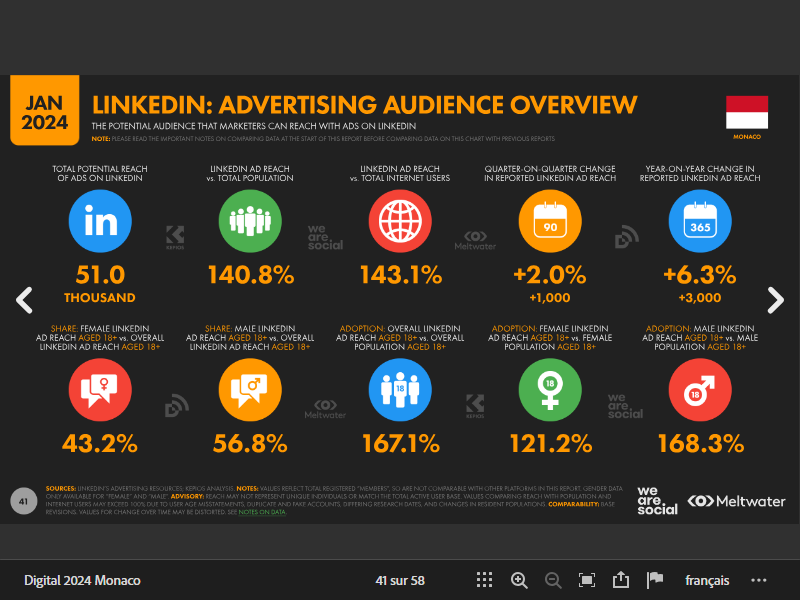 JAN
2024
LINKEDIN: ADVERTISING AUDIENCE OVERVIEW
THE POTENTIAL AUDIENCE THAT MARKETERS CAN REACH WITH ADS ON LINKEDIN
NOTE: PLEASE READ THE IMPORTANT NOTES ON COMPARING DATA AT THE START OF THIS REPORT BEFORE COMPARING DATA ON THIS CHART WITH PREVIOUS REPORTS
MONACO
TOTAL POTENTIAL REACH
OF ADS ON LINKEDIN
in
51.0
THOUSAND
LINKEDIN AD REACH
vs. TOTAL POPULATION
140.8%
LINKEDIN AD REACH
vs. TOTAL INTERNET USERS
143.1%
QUARTER-ON-QUARTER CHANGE
IN REPORTED LINKEDIN AD REACH
90
+2.0%
+1,000
YEAR-ON-YEAR CHANGE IN
REPORTED LINKEDIN AD REACH
365
+6.3%
+3,000
KEPIOS
we
are.
social
Meltwater
SHARE: FEMALE LINKEDIN
AD REACH AGED 18+ vs. OVERALL
LINKEDIN AD REACH AGED 18+
43.2%
SHARE: MALE LINKEDIN
AD REACH AGED 18+ vs. OVERALL
LINKEDIN AD REACH AGED 18+
56.8%
ADOPTION: OVERALL LINKEDIN
AD REACH AGED 18+ vs. OVERALL
POPULATION AGED 18+
18
167.1%
ADOPTION: FEMALE LINKEDIN
AD REACH AGED 18+ vs. FEMALE
POPULATION AGED 18+
18
121.2%
ADOPTION: MALE LINKEDIN
AD REACH AGED 18+ vs. MALE
POPULATION AGED 18+
18
168.3%
Meltwater
KEPIOS
we
are.
social
41
SOURCES: LINKEDIN'S ADVERTISING RESOURCES; KEPIOS ANALYSIS. NOTES: VALUES REFLECT TOTAL REGISTERED "MEMBERS", SO ARE NOT COMPARABLE WITH OTHER PLATFORMS IN THIS REPORT. GENDER DATA
ONLY AVAILABLE FOR "FEMALE" AND "MALE". ADVISORY: REACH MAY NOT REPRESENT UNIQUE INDIVIDUALS OR MATCH THE TOTAL ACTIVE USER BASE. VALUES COMPARING REACH WITH POPULATION AND
INTERNET USERS MAY EXCEED 100% DUE TO USER AGE MISSTATEMENTS, DUPLICATE AND FAKE ACCOUNTS, DIFFERING RESEARCH DATES, AND CHANGES IN RESIDENT POPULATIONS. COMPARABILITY: BASE
REVISIONS. VALUES FOR CHANGE OVER TIME MAY BE DISTORTED. SEE NOTES ON DATA.
we
are.
social
Meltwater
Digital 2024 Monaco
41 sur 58
français